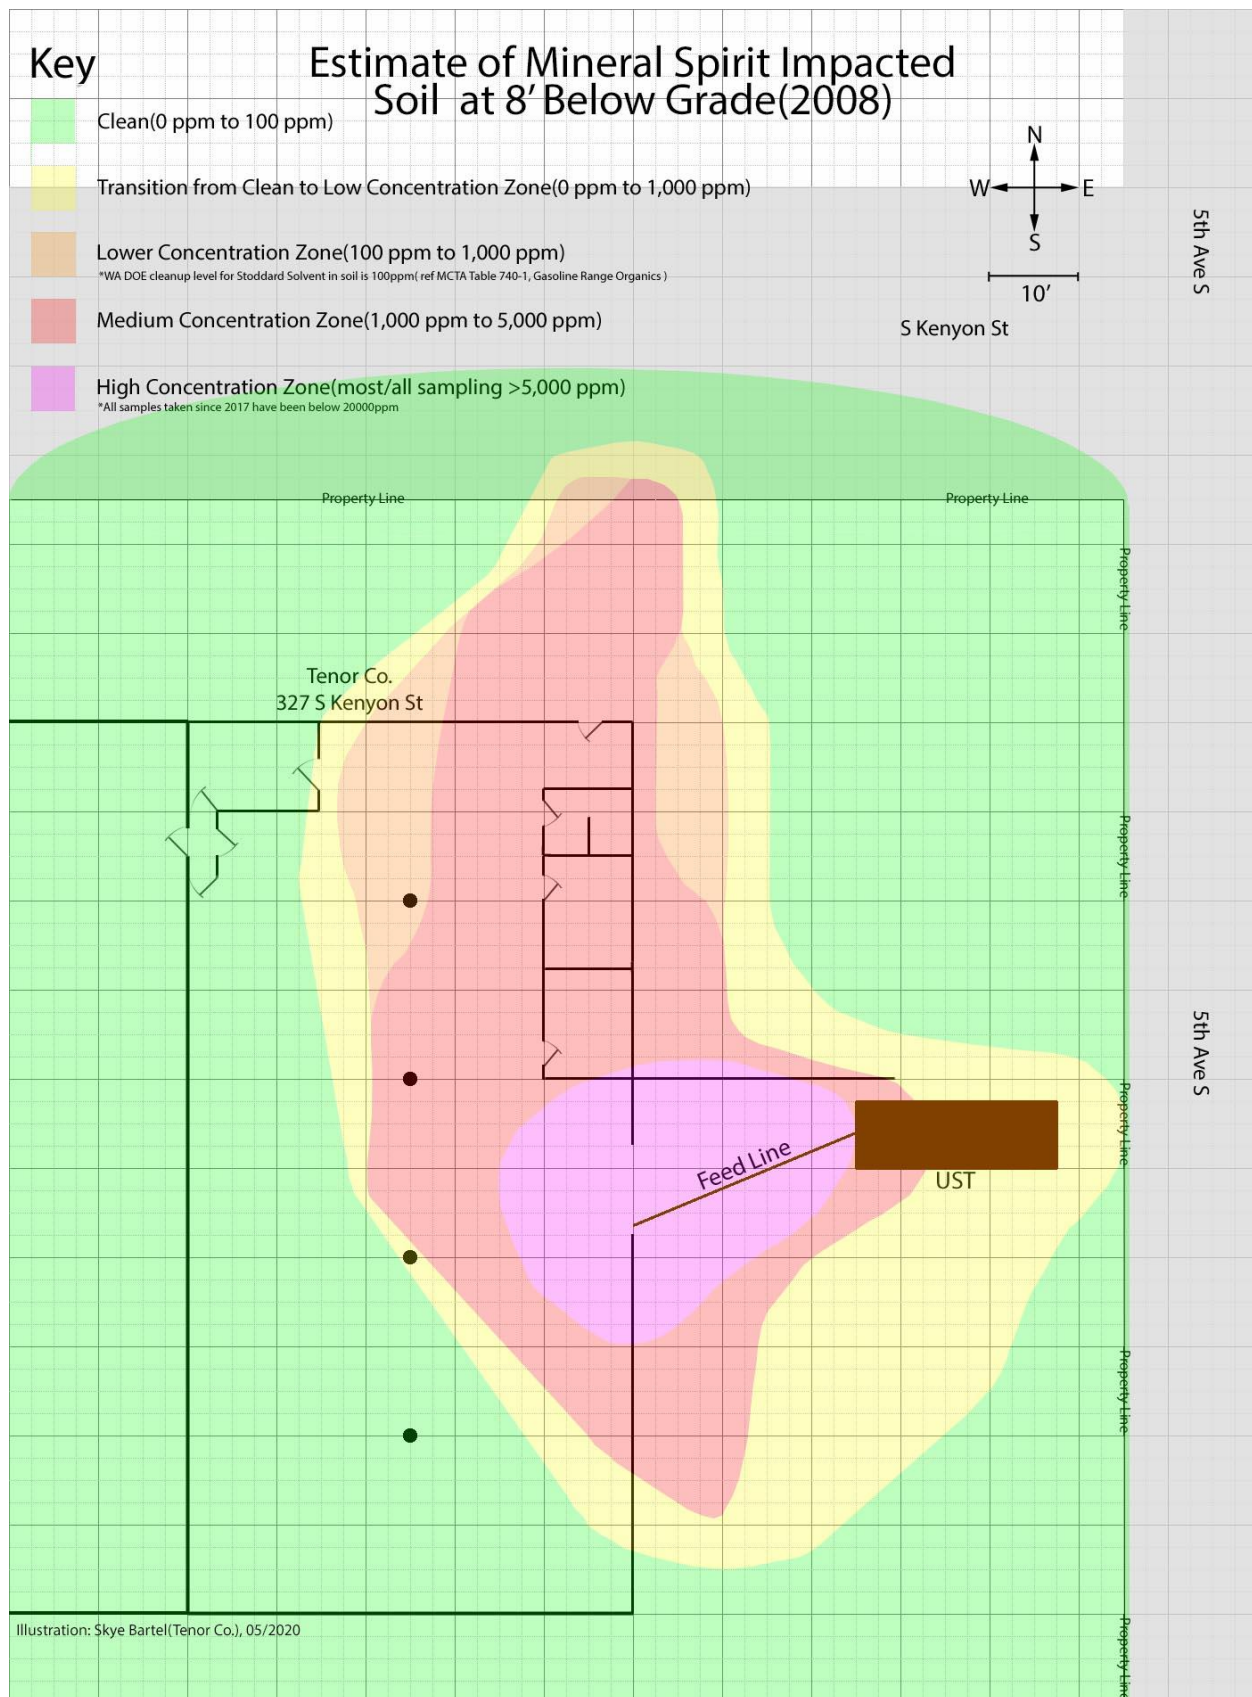 Key
Estimate of Mineral Spirit Impacted
Soil at 8' Below Grade(2008)
Clean(0 ppm to 100 ppm)
N
Transition from Clean to Low Concentration Zone(0 ppm to 1,000 ppm)
W
E
S
Lower Concentration Zone(100 ppm to 1,000 ppm)
*WA DOE cleanup level for Stoddard Solvent in soil is 100ppm( ref MCTA Table 740-1, Gasoline Range Organics )
5th Ave S
10'
Medium Concentration Zone(1,000 ppm to 5,000 ppm)
S Kenyon St
High Concentration Zone(most/all sampling >5,000 ppm)
*All samples taken since 2017 have been below 20000ppm
Property Line
Property Line
Property Line
Tenor Co.
327 S Kenyon St
Property Line
5th Ave S
Property Line
Feed Line
UST
Property Line
Illustration: Skye Bartel(Tenor Co.), 05/2020
Property Line